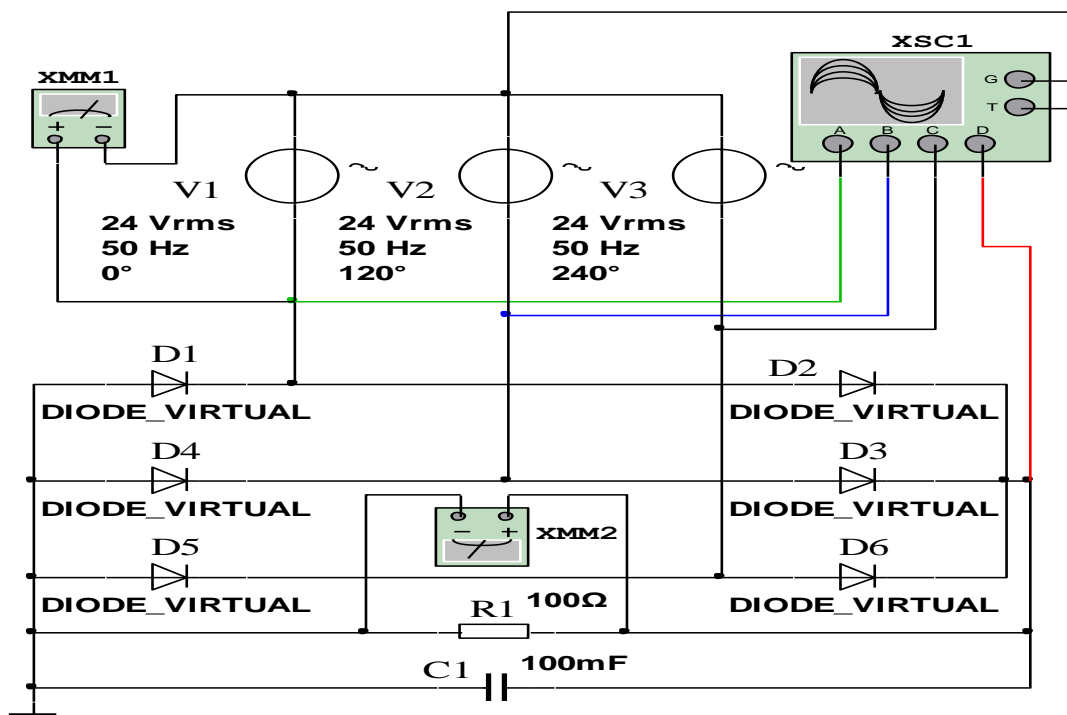 XSC1
XMM1
G
T
+ −
A B C D
V1 V2 V3
24 Vrms 24 Vrms 24 Vrms
50 Hz 50 Hz 50 Hz
0° 120° 240°
D1 D2
DIODE_VIRTUAL DIODE_VIRTUAL
D4 D3
DIODE_VIRTUAL DIODE_VIRTUAL
− +
XMM2
D5 D6
DIODE_VIRTUAL DIODE_VIRTUAL
100Ω
R1
100mF
C1